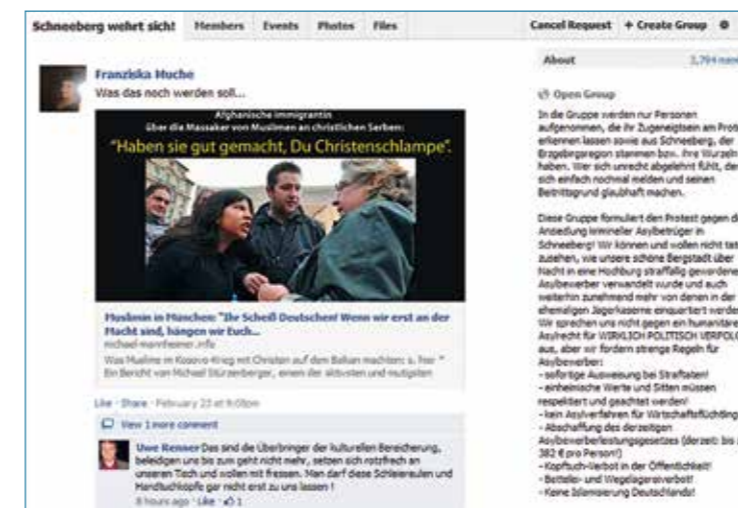 Schneeberg wehrt sich! Members Events Photos Files Cancel Request + Create Group
Franziska Muche
Was das noch werden soll...
Afghanische Immigrantin
über die Massaker von Muslimen an christlichen Serben:
"Haben sie gut gemacht, Du Christenschlampe".
Muslimin in München: "Ihr Scheiß Deutschen! Wenn wir erst an der
Macht sind, hängen wir Euch...
michael-mannheimer.info
Was Muslime im Kosovo-Krieg mit Christen auf dem Balkan machten: s. hier "
Ein Bericht von Michael Stürzenberger, einem der aktivsten und mutigsten
Like · Share · February 23 at 9:08pm
View 1 more comment
Uwe Renner Das sind die Überbringer der kulturellen Bereicherung,
beleidigen uns bis zum geht nicht mehr, setzen sich rotzfrech an
unseren Tisch und wollen mit fressen. Man darf diese Schleiereulen und
Handtuchköpfe gar nicht erst zu uns lassen !
8 hours ago · Like · 1
About
Open Group
In die Gruppe werden nur Personen
aufgenommen, die ihr Zugeneigtsein am
erkennen lassen sowie aus Schneeberg, der
Erzgebirgsregion stammen bzw. ihre Wurzeln
haben. Wer sich unrecht abgelehnt fühlt,
sich einfach nochmal melden und seinen
Beitrittsgrund glaubhaft machen.
Diese Gruppe formuliert den Protest gegen
Ansiedlung krimineller Asylbetrüger in
Schneeberg! Wir können und wollen nicht
zusehen, wie unsere schöne Bergstadt über
Nacht in eine Hochburg straffällig
Asylbewerber verwandelt wurde und auch
weiterhin zunehmend mehr von denen in der
ehemaligen Jägerkaserne einquartiert
Wir sprechen uns nicht gegen ein
Asylrecht für WIRKLICH POLITISCH
aus, aber wir fordern strenge Regeln für
Asylbewerber:
- sofortige Ausweisung bei Straftaten!
- einheimische Werte und Sitten müssen
respektiert und geachtet werden!
- kein Asylverfahren für
- Abschaffung des derzeitigen
Asylbewerberleistungsgesetzes (derzeit: bis
382 € pro Person!)
- Kopftuch-Verbot in der Öffentlichkeit!
- Bettelei- und Wegelagereiverbot!
- Keine Islamisierung Deutschlands!